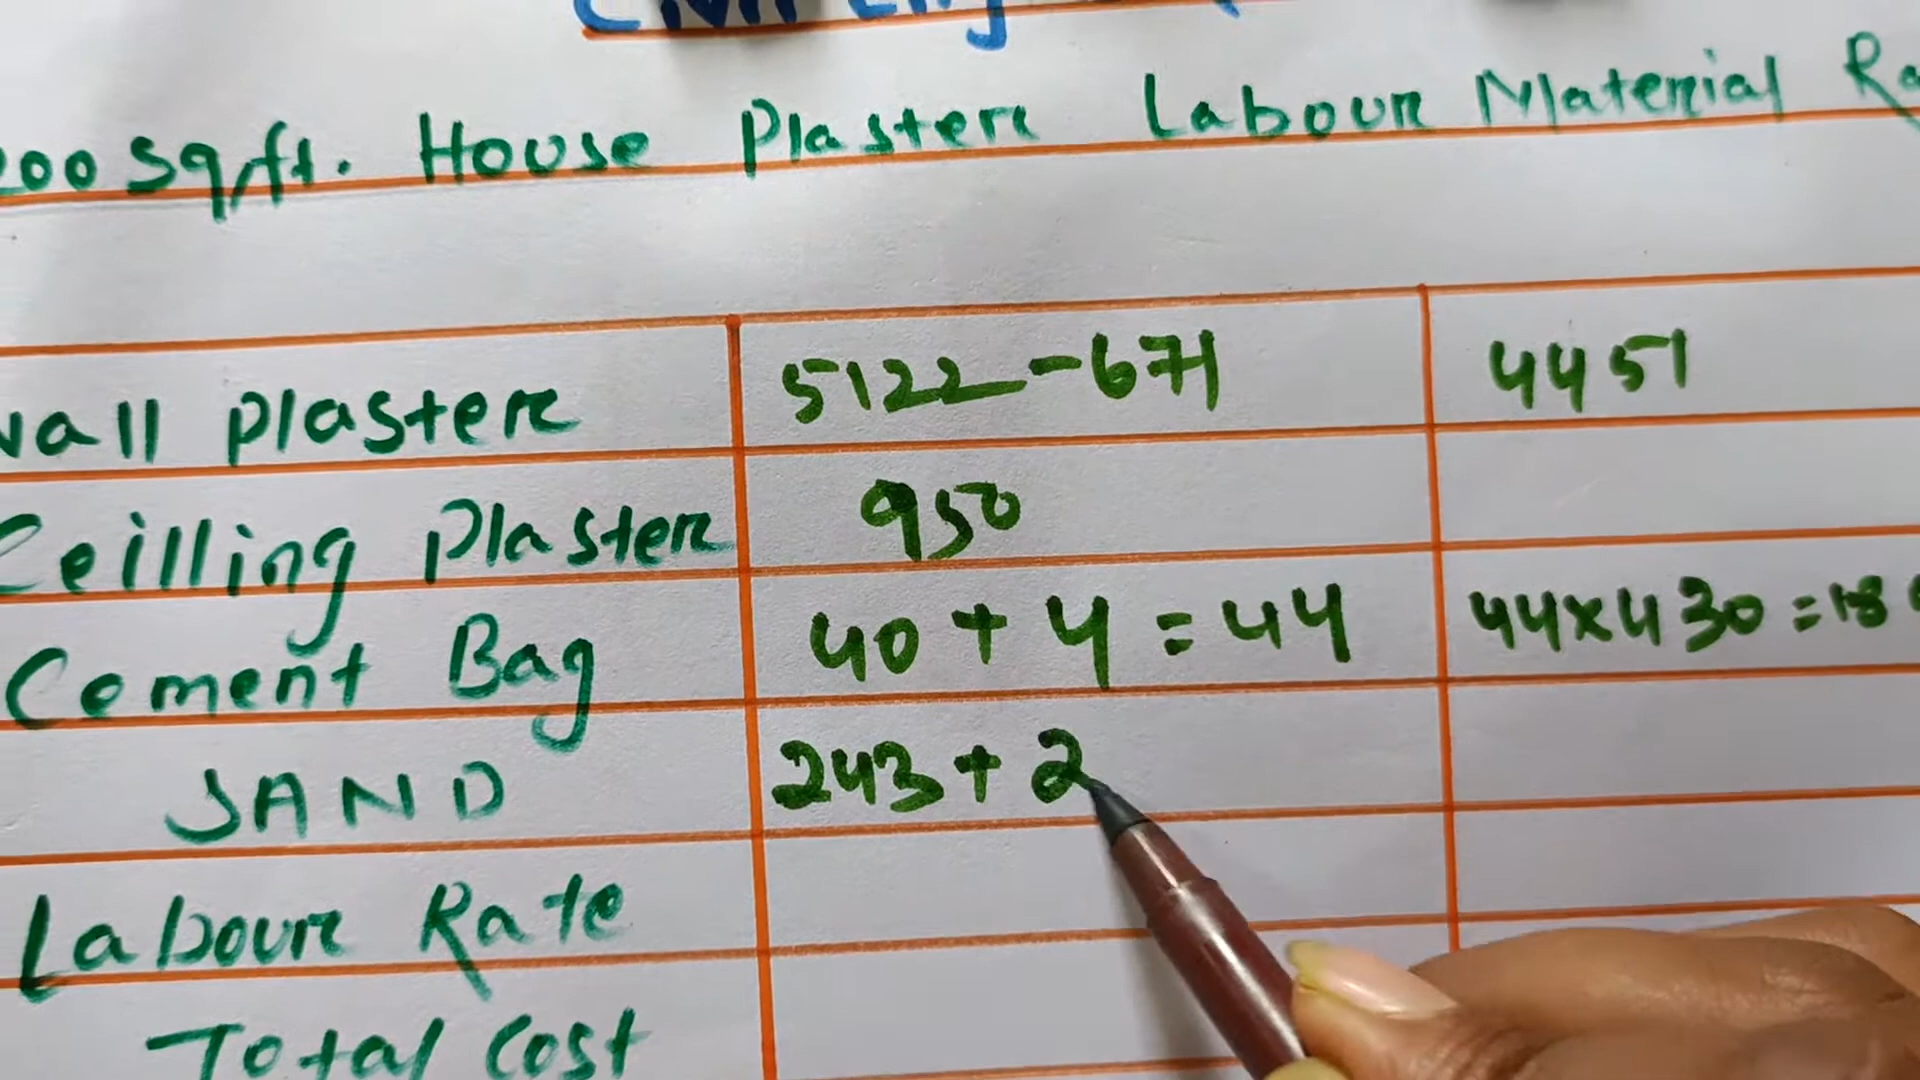 00 Sq.ft. House Plaster Labour Material
Wall Plaster 5122-671 4451
Ceilling Plaster 950
Cement Bag 40 + 4 = 44 44x430=18
SAND 243 + 2
Labour Rate
Total Cost